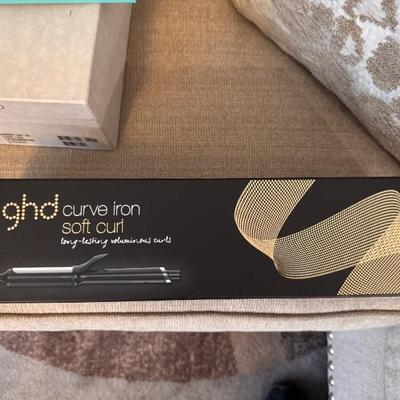 ghd curve iron
soft curl
long-lasting voluminous curls